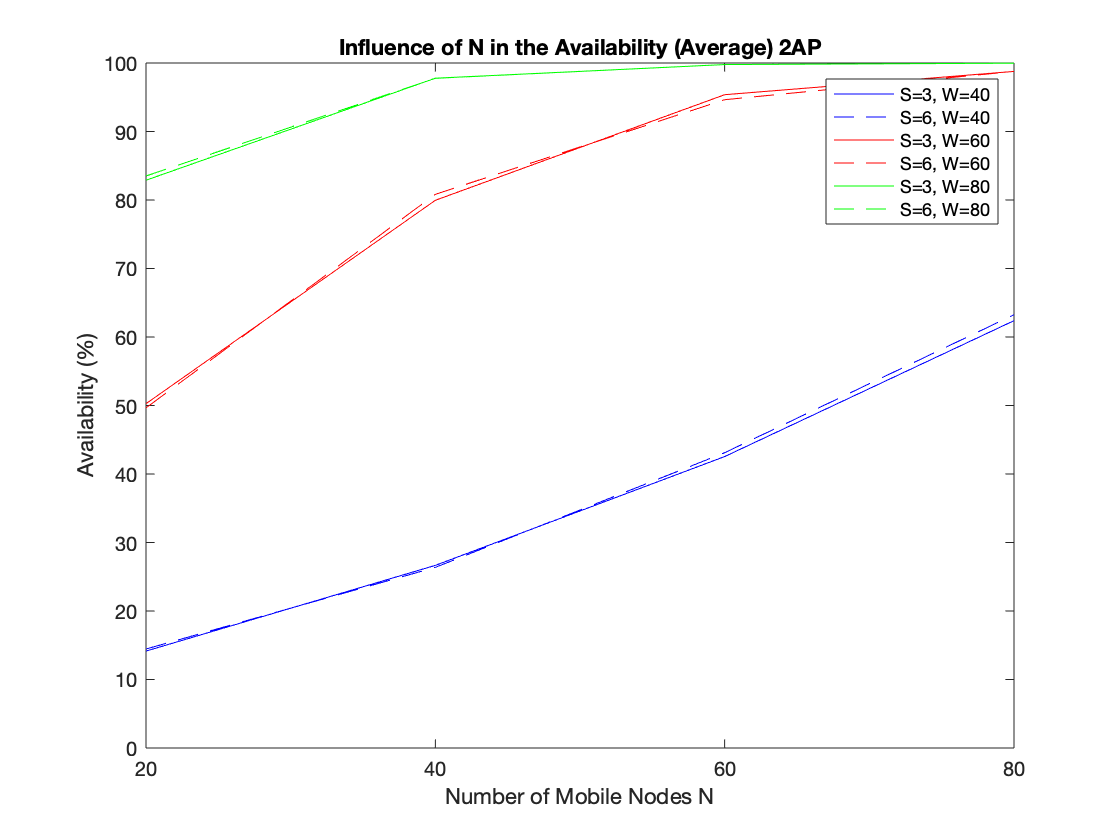 Influence of N in the Availability (Average) 2AP
100
90
80
70
60
50
40
30
20
10
0
Availability (%)
S=3, W=40
S=6, W=40
S=3, W=60
S=6, W=60
S=3, W=80
S=6, W=80
20 40 60 80
Number of Mobile Nodes N